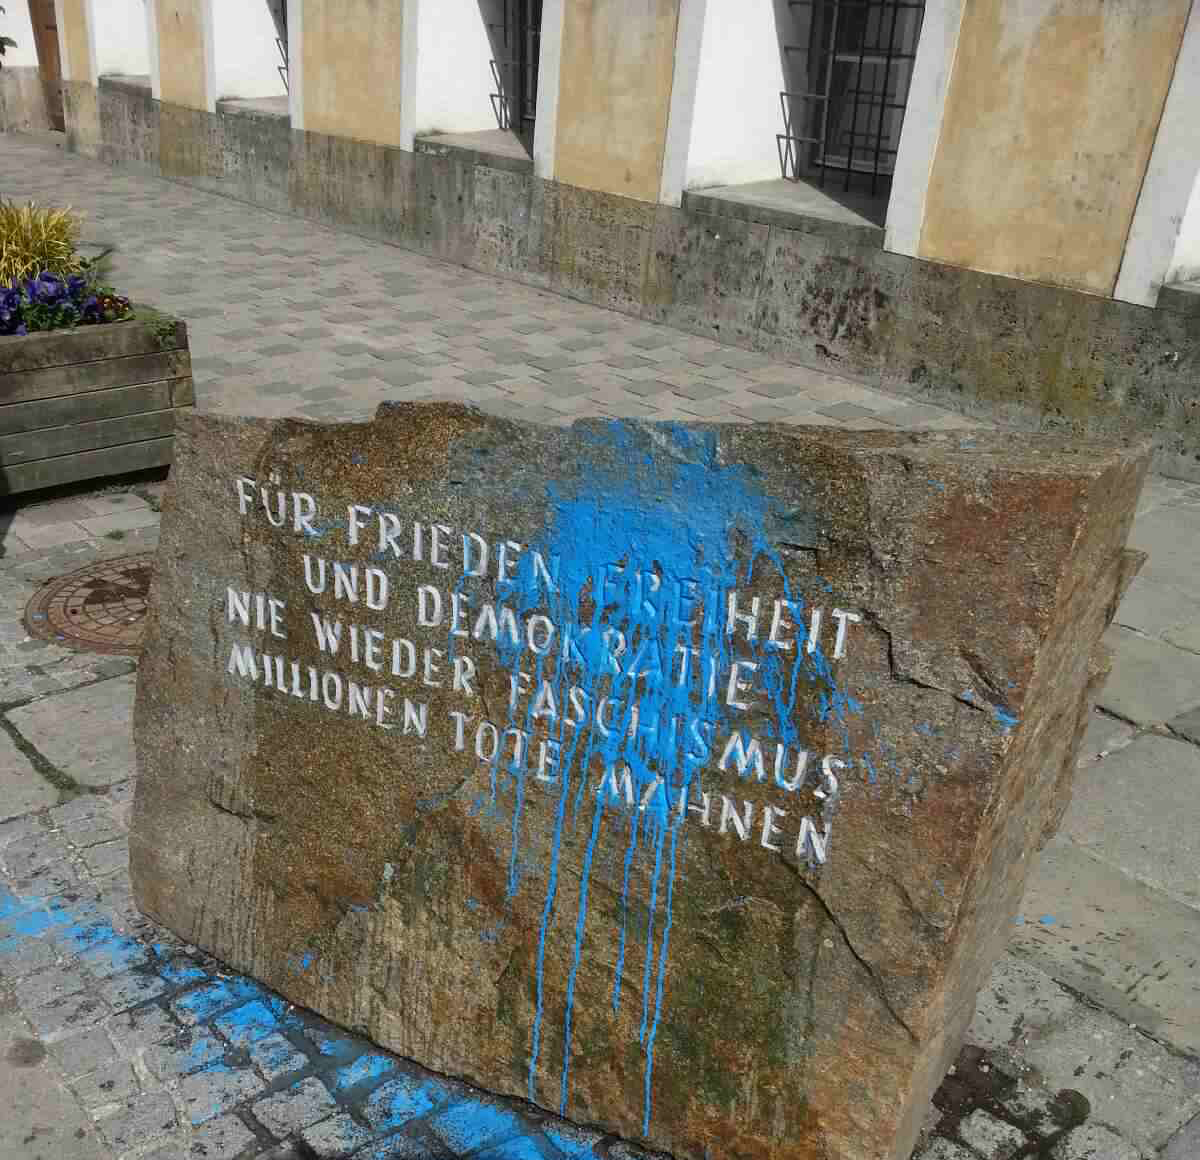 FÜR FRIEDEN FREIHEIT
UND DEMOKRATIE
NIE WIEDER FASCHISMUS
MILLIONEN TOTE MAHNEN